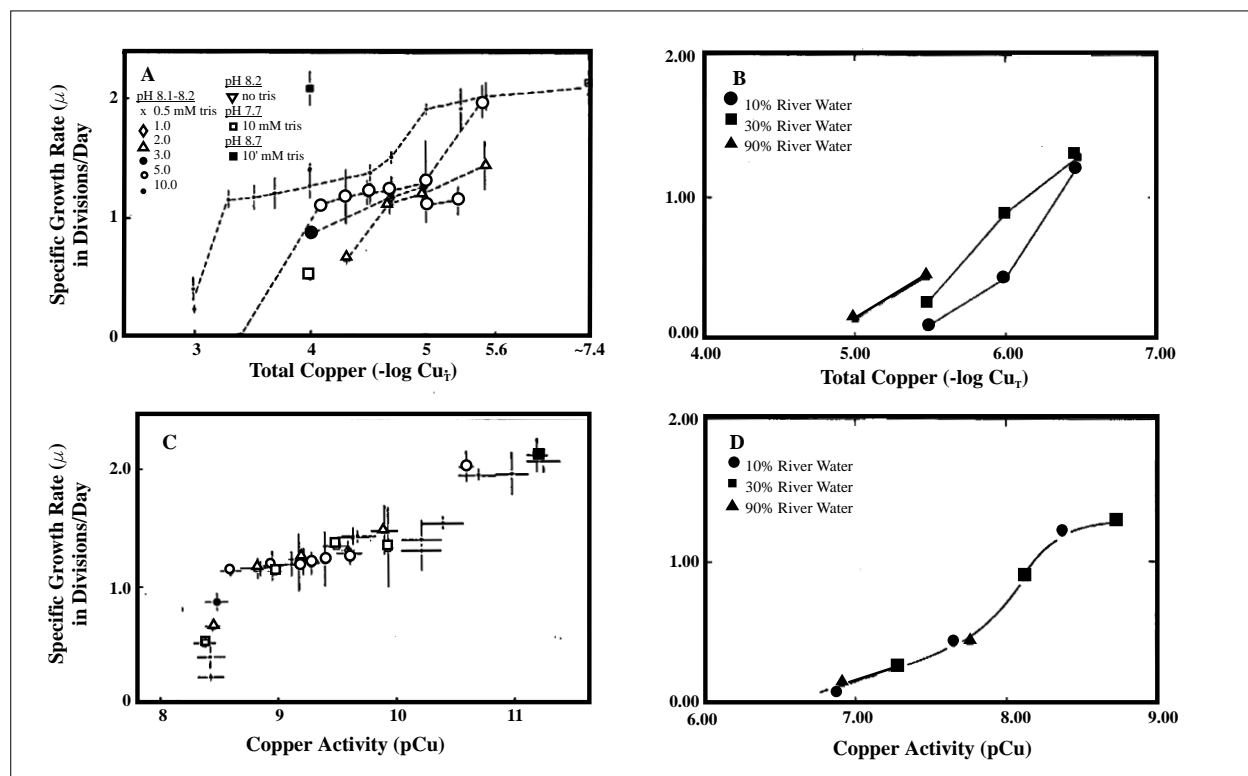 A
pH 8.1-8.2
x 0.5 mM tris
1.0
2.0
3.0
5.0
10.0
pH 8.2
no tris
pH 7.7
10 mM tris
pH 8.7
10' mM tris
Specific Growth Rate (μ)
in Divisions/Day
2
1
0
3 4 5 5.6 ~7.4
Total Copper (-log Cu_T)
B
10% River Water
30% River Water
90% River Water
2.00
1.00
0.00
4.00 5.00 6.00 7.00
Total Copper (-log Cu_T)
C
Specific Growth Rate (μ)
in Divisions/Day
2.0
1.0
0
8 9 10 11
Copper Activity (pCu)
D
10% River Water
30% River Water
90% River Water
2.00
1.00
0.00
6.00 7.00 8.00 9.00
Copper Activity (pCu)